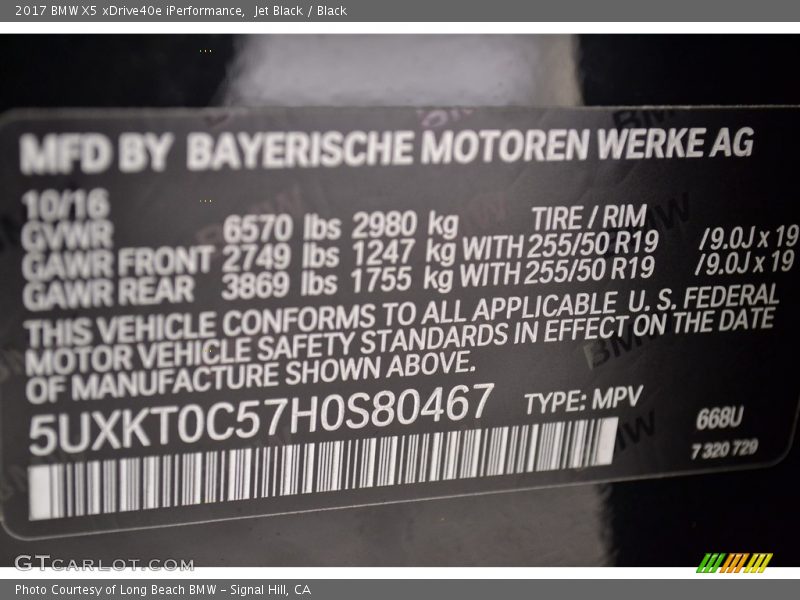 2017 BMW X5 xDrive40e iPerformance,  Jet Black / Black
MFD BY BAYERISCHE MOTOREN WERKE AG
10/16
GVWR 6570 lbs 2980 kg TIRE / RIM
GAWR FRONT 2749 lbs 1247 kg WITH 255/50 R19 /9.0J x 19
GAWR REAR 3869 lbs 1755 kg WITH 255/50 R19 /9.0J x 19
THIS VEHICLE CONFORMS TO ALL APPLICABLE U. S. FEDERAL
MOTOR VEHICLE SAFETY STANDARDS IN EFFECT ON THE DATE
OF MANUFACTURE SHOWN ABOVE.
5UXKT0C57H0S80467 TYPE: MPV 668U
7 320 729
GTCARLOT.COM
Photo Courtesy of Long Beach BMW – Signal Hill, CA